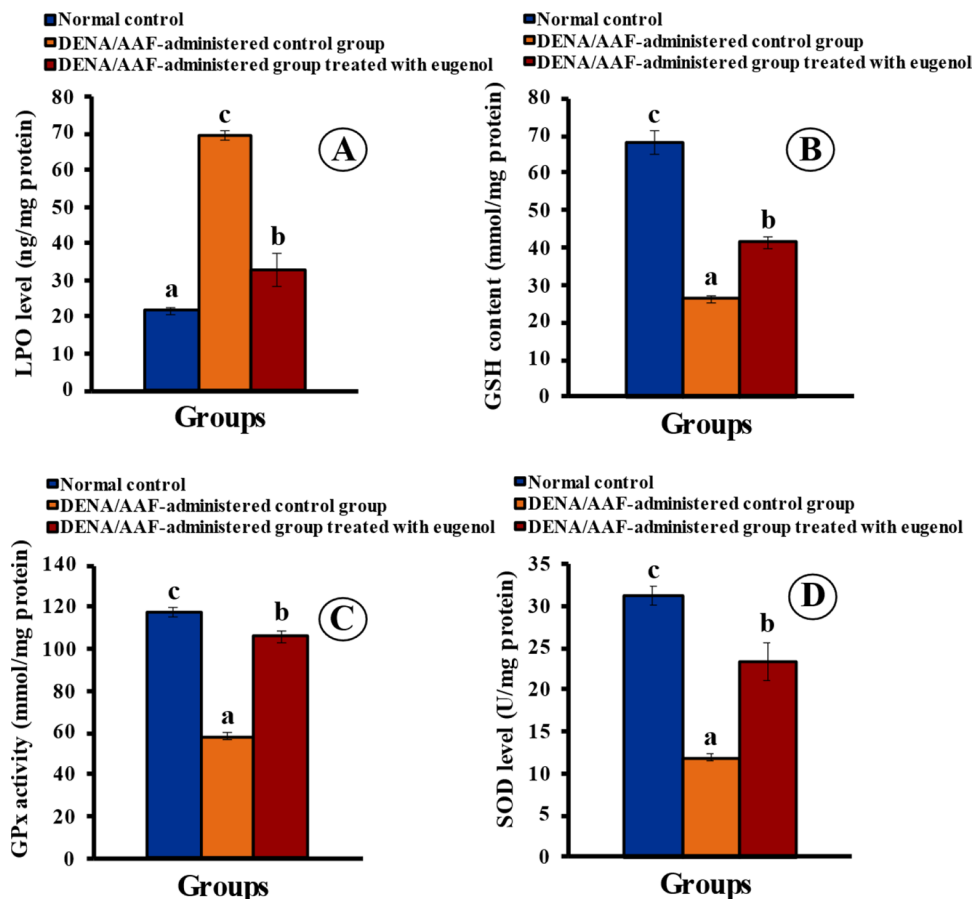 Normal control
DENA/AAF-administered control group
DENA/AAF-administered group treated with eugenol
80
70
60
50
40
30
20
10
0
LPO level (ng/mg protein)
a
c
b
A
Groups
Normal control
DENA/AAF-administered control group
DENA/AAF-administered group treated with eugenol
80
70
60
50
40
30
20
10
0
GSH content (mmol/mg protein)
c
a
b
B
Groups
Normal control
DENA/AAF-administered control group
DENA/AAF-administered group treated with eugenol
140
120
100
80
60
40
20
0
GPx activity (mmol/mg protein)
c
a
b
C
Groups
Normal control
DENA/AAF-administered control group
DENA/AAF-administered group treated with eugenol
35
30
25
20
15
10
5
0
SOD level (U/mg protein)
c
a
b
D
Groups